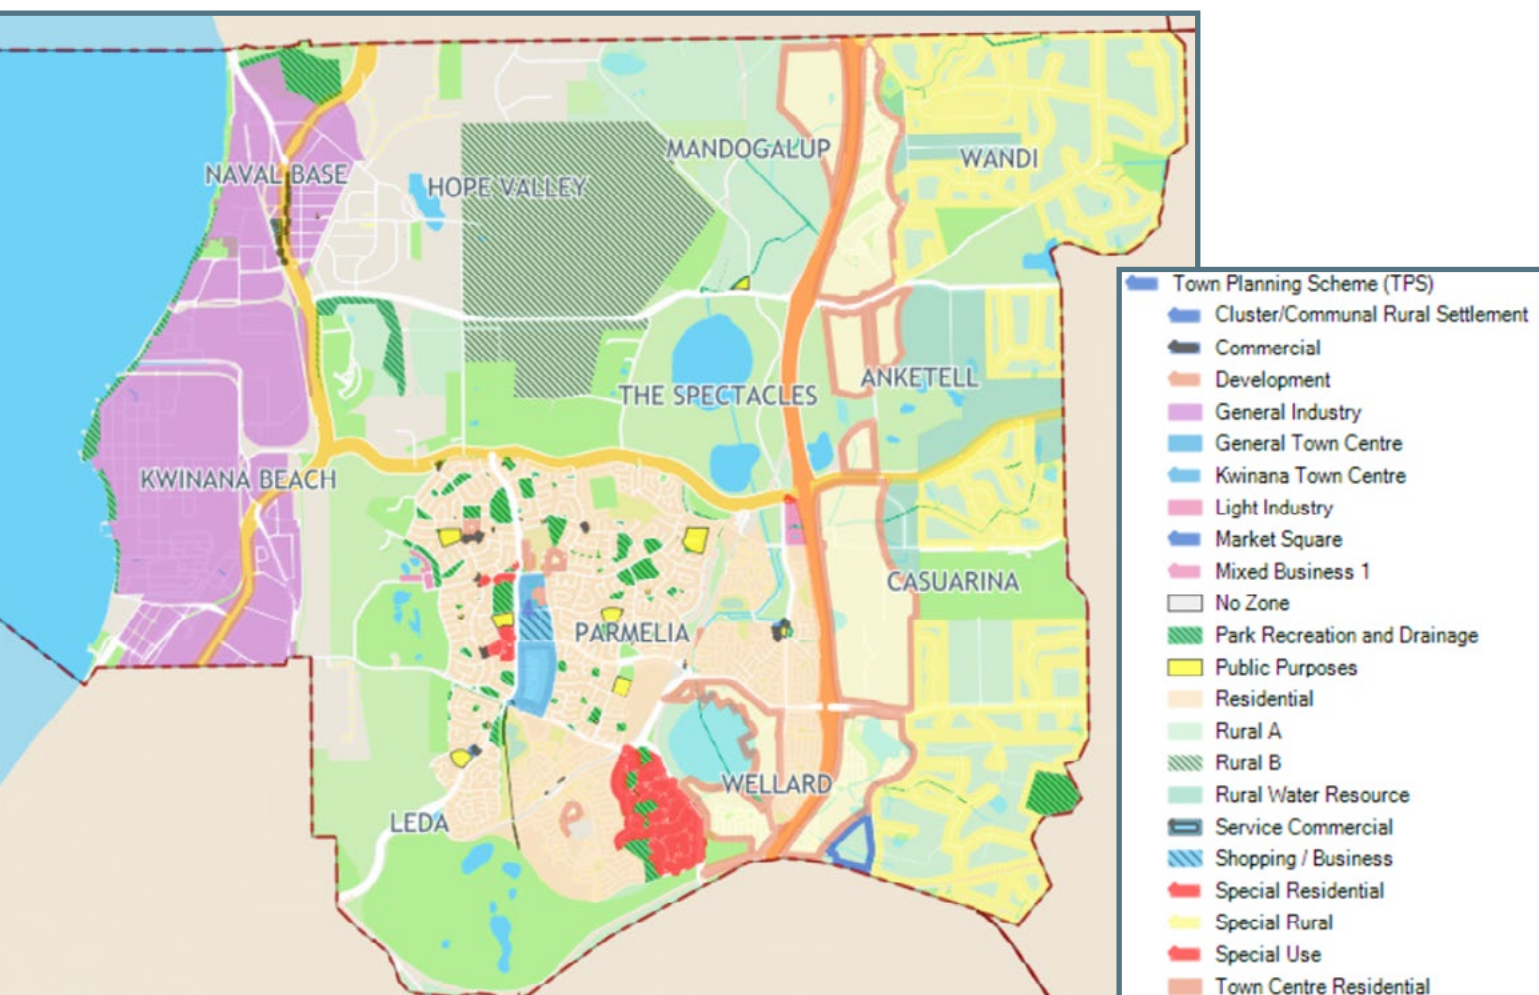 MANDOGALUP
WANDI
NAVAL BASE
HOPE VALLEY
THE SPECTACLES
ANKETELL
KWINANA BEACH
CASUARINA
PARMELIA
WELLARD
LEDA
Town Planning Scheme (TPS)
Cluster/Communal Rural Settlement
Commercial
Development
General Industry
General Town Centre
Kwinana Town Centre
Light Industry
Market Square
Mixed Business 1
No Zone
Park Recreation and Drainage
Public Purposes
Residential
Rural A
Rural B
Rural Water Resource
Service Commercial
Shopping / Business
Special Residential
Special Rural
Special Use
Town Centre Residential